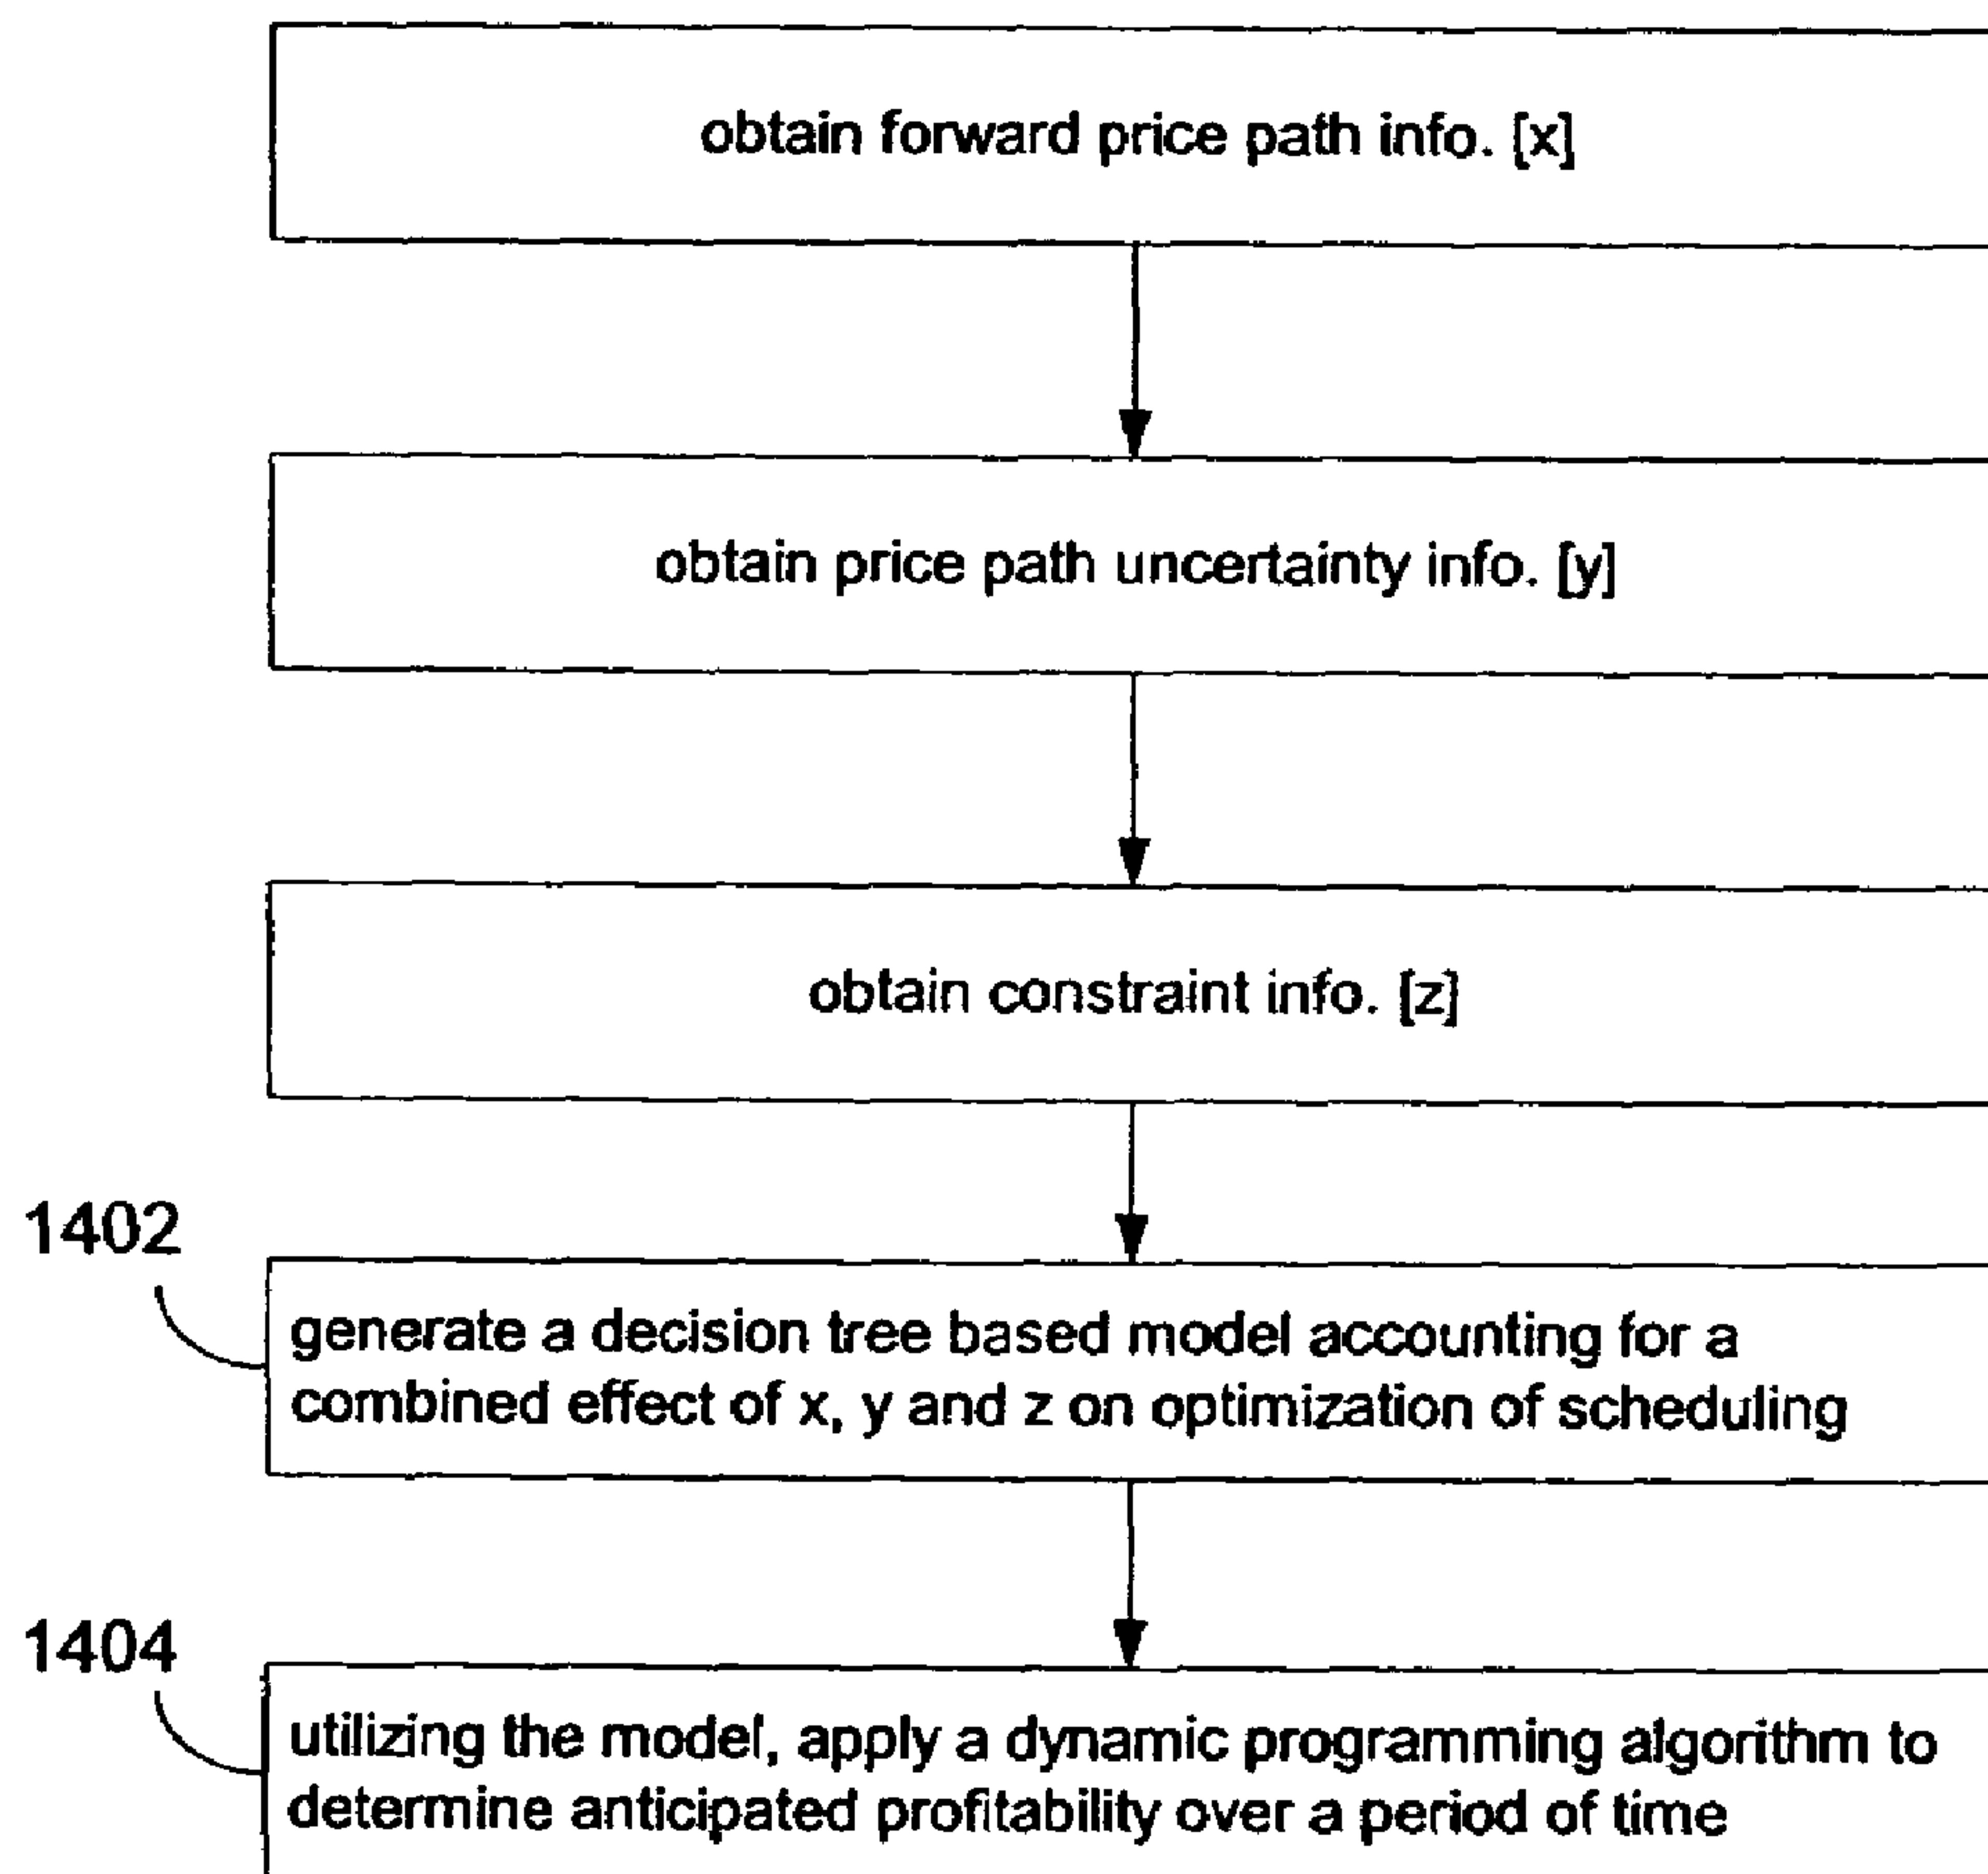 obtain forward price path info. [x]
obtain price path uncertainty info. [y]
obtain constraint info. [z]
1402
generate a decision tree based model accounting for a
combined effect of x, y and z on optimization of scheduling
1404
utilizing the model, apply a dynamic programming algorithm to
determine anticipated profitability over a period of time